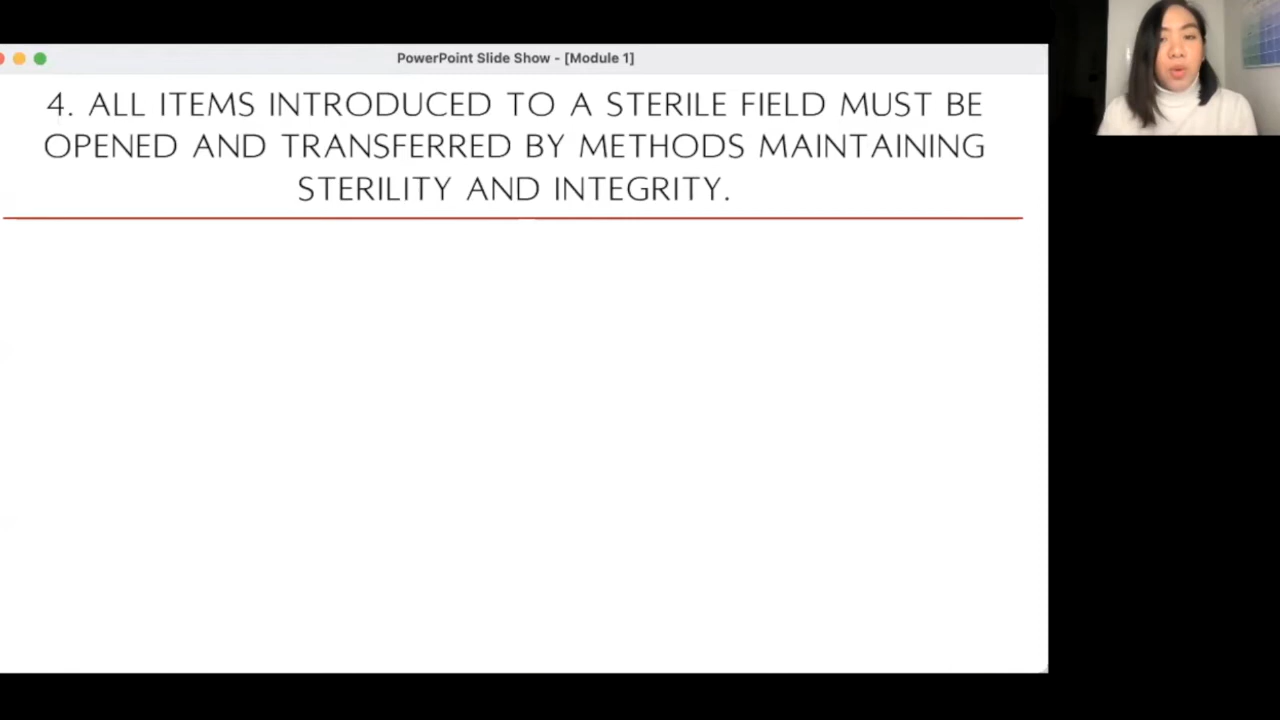 PowerPoint Slide Show - [Module 1]
4. ALL ITEMS INTRODUCED TO A STERILE FIELD MUST BE
OPENED AND TRANSFERRED BY METHODS MAINTAINING
STERILITY AND INTEGRITY.